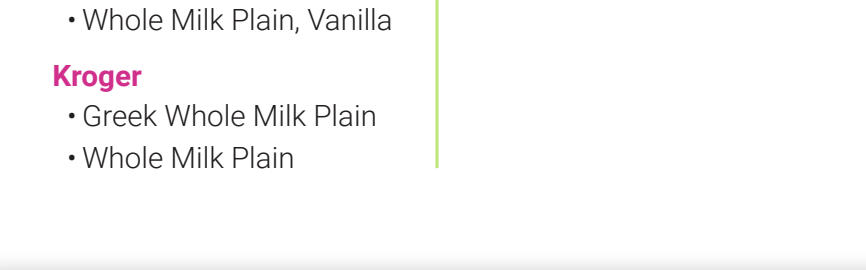 • Whole Milk Plain, Vanilla
Kroger
• Greek Whole Milk Plain
• Whole Milk Plain